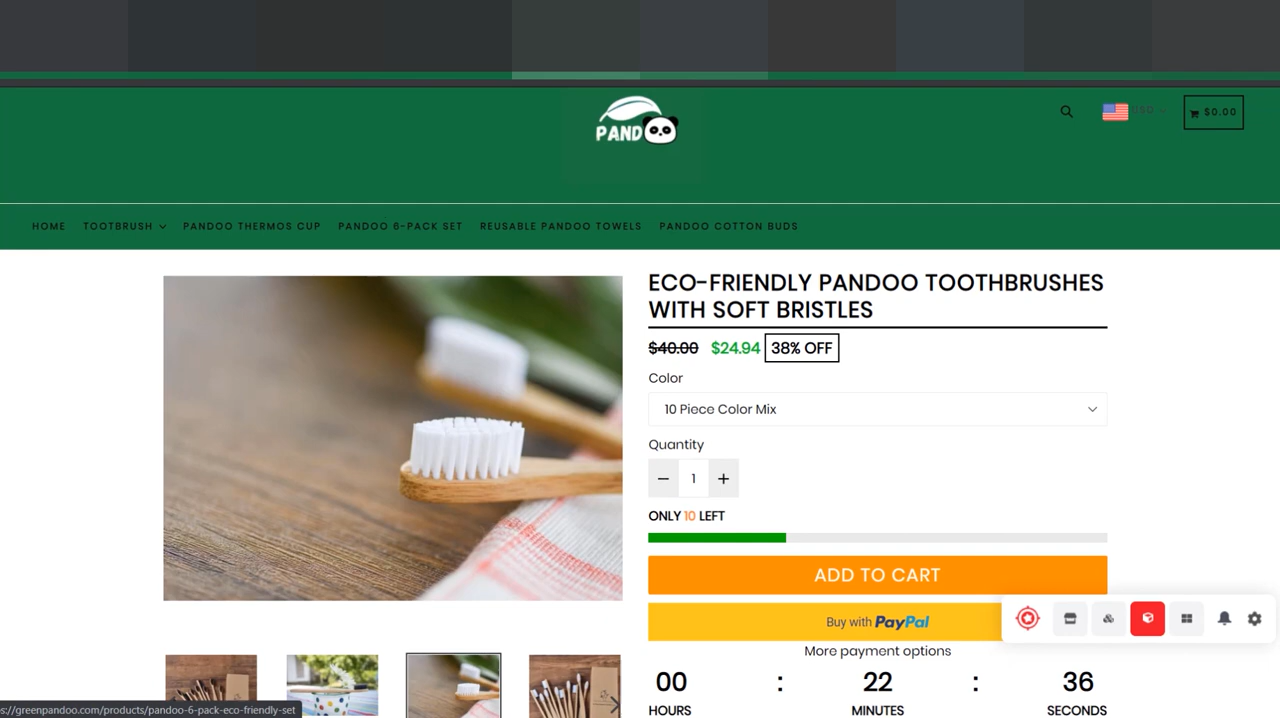 PANDOO
USD
$0.00
HOME TOOTBRUSH PANDOO THERMOS CUP PANDOO 6-PACK SET REUSABLE PANDOO TOWELS PANDOO COTTON BUDS
ECO-FRIENDLY PANDOO TOOTHBRUSHES
WITH SOFT BRISTLES
$40.00 $24.94 38% OFF
Color
10 Piece Color Mix
Quantity
− 1 +
ONLY 10 LEFT
ADD TO CART
Buy with PayPal
More payment options
00 : 22 : 36
HOURS MINUTES SECONDS
s://greenpandoo.com/products/pandoo-6-pack-eco-friendly-set